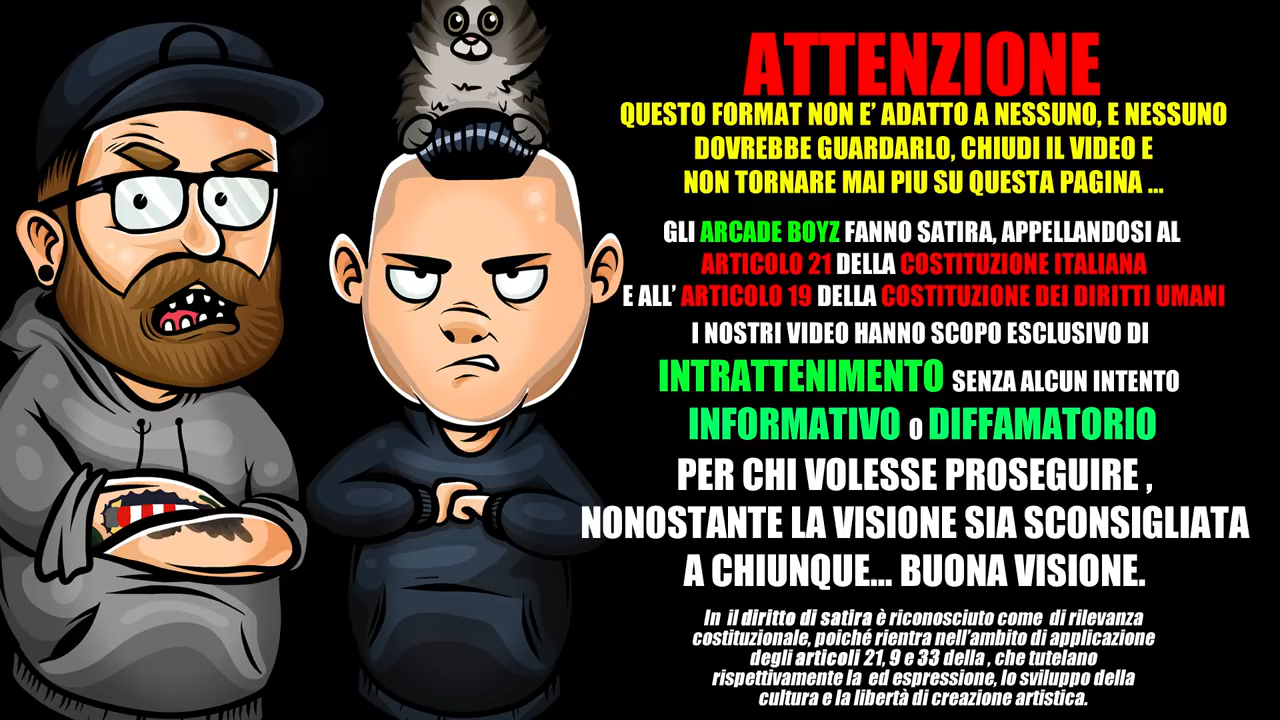 ATTENZIONE
QUESTO FORMAT NON E' ADATTO A NESSUNO, E NESSUNO
DOVREBBE GUARDARLO, CHIUDI IL VIDEO E
NON TORNARE MAI PIU SU QUESTA PAGINA ...
GLI ARCADE BOYZ FANNO SATIRA, APPELLANDOSI AL
ARTICOLO 21 DELLA COSTITUZIONE ITALIANA
E ALL' ARTICOLO 19 DELLA COSTITUZIONE DEI DIRITTI UMANI
I NOSTRI VIDEO HANNO SCOPO ESCLUSIVO DI
INTRATTENIMENTO SENZA ALCUN INTENTO
INFORMATIVO O DIFFAMATORIO
PER CHI VOLESSE PROSEGUIRE ,
NONOSTANTE LA VISIONE SIA SCONSIGLIATA
A CHIUNQUE... BUONA VISIONE.
In il diritto di satira è riconosciuto come di rilevanza
costituzionale, poiché rientra nell'ambito di applicazione
degli articoli 21, 9 e 33 della , che tutelano
rispettivamente la ed espressione, lo sviluppo della
cultura e la libertà di creazione artistica.